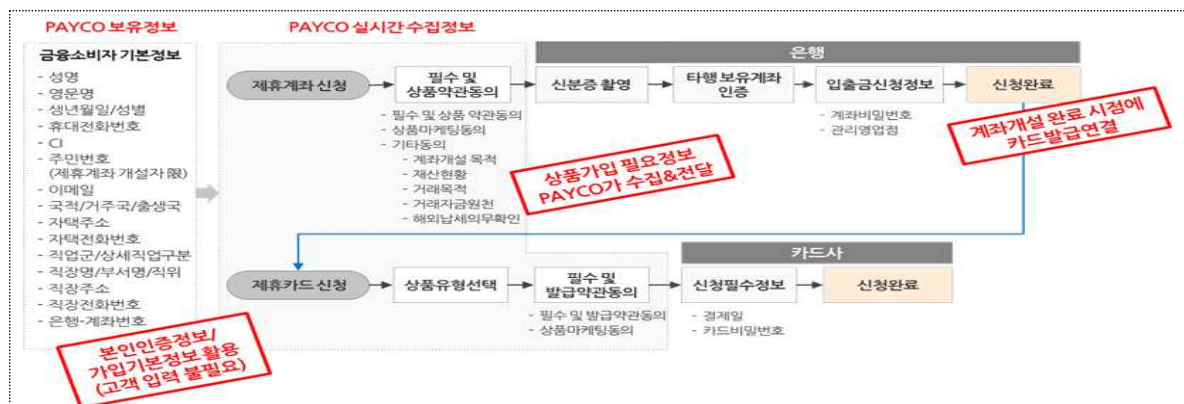 PAYCO 보유정보
금융소비자 기본정보
- 성명
- 영문명
- 생년월일/성별
- 휴대전화번호
- CI
- 주민번호
(제휴계좌 개설자 限)
- 이메일
- 국적/거주국/출생국
- 자택주소
- 자택전화번호
- 직업군/상세직업구분
- 직장명/부서명/직위
- 직장주소
- 직장전화번호
- 은행-계좌번호
본인인증정보/
가입기본정보 활용
(고객 입력 불필요)
PAYCO 실시간 수집정보
제휴계좌 신청
필수 및
상품약관동의
- 필수 및 상품 약관동의
- 상품마케팅동의
- 기타동의
- 계좌개설 목적
- 재산현황
- 거래목적
- 거래자금원천
- 해외납세의무확인
상품가입 필요정보
PAYCO가 수집&전달
은행
신분증 촬영
타행 보유계좌
인증
입출금신청정보
- 계좌비밀번호
- 관리영업점
신청완료
계좌개설 완료 시점에
카드발급연결
제휴카드 신청
상품유형선택
필수 및
발급약관동의
- 필수 및 발급약관동의
- 상품마케팅동의
카드사
신청필수정보
- 결제일
- 카드비밀번호
신청완료